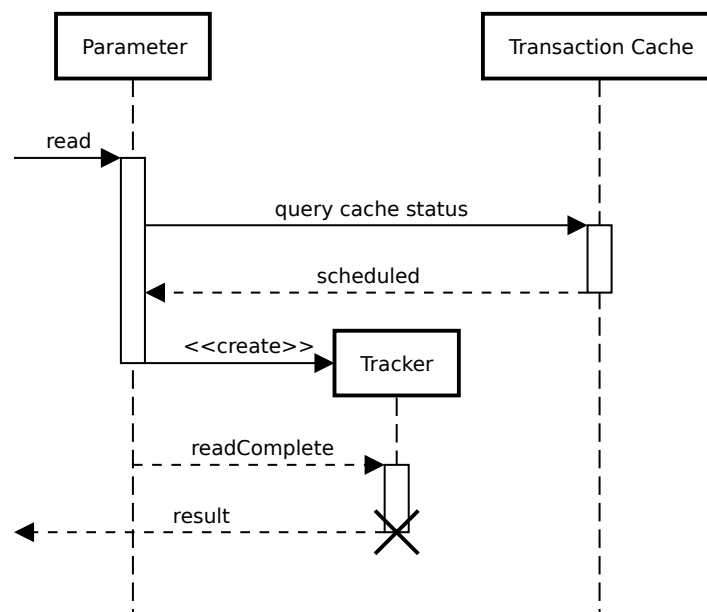 Parameter
Transaction Cache
read
query cache status
scheduled
<<create>>
Tracker
readComplete
result